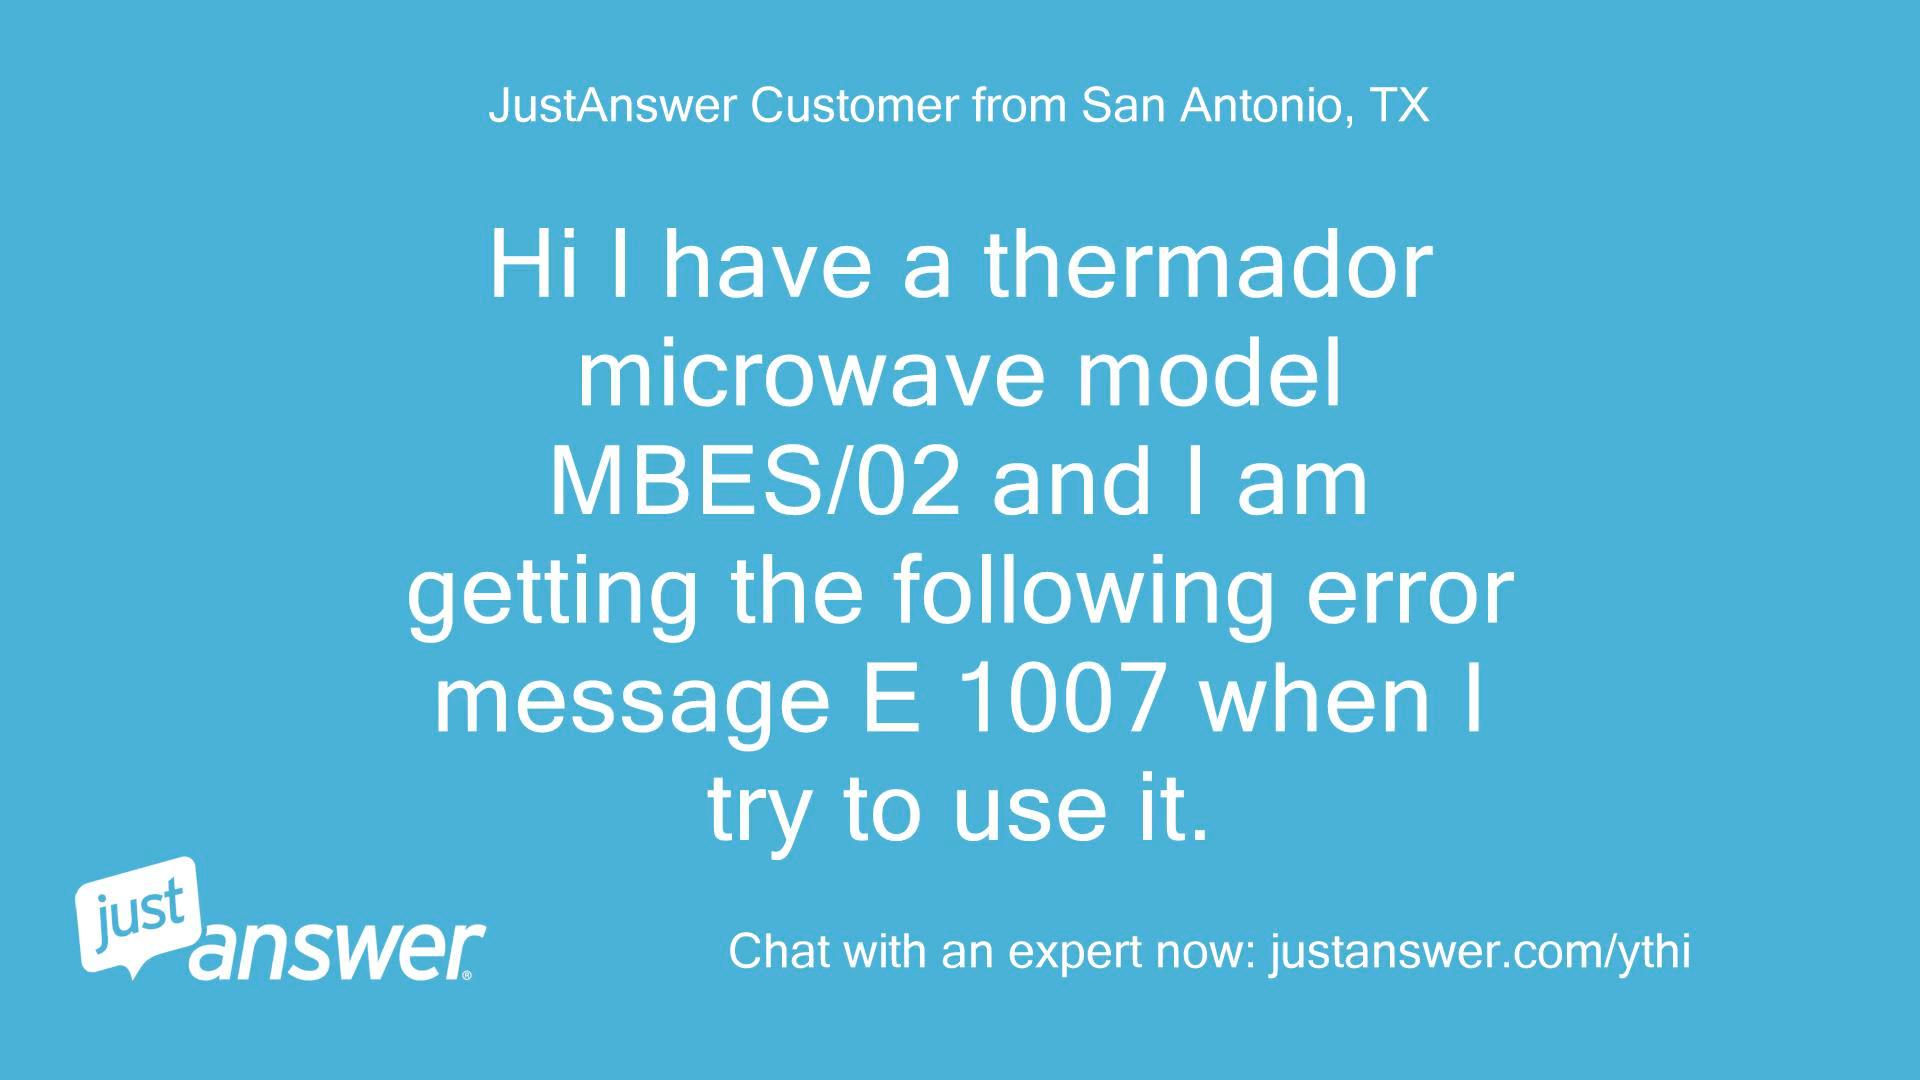 JustAnswer Customer from San Antonio, TX
Hi I have a thermador
microwave model
MBES/02 and I am
getting the following error
message E 1007 when I
try to use it.
just
answer®
Chat with an expert now: justanswer.com/ythi